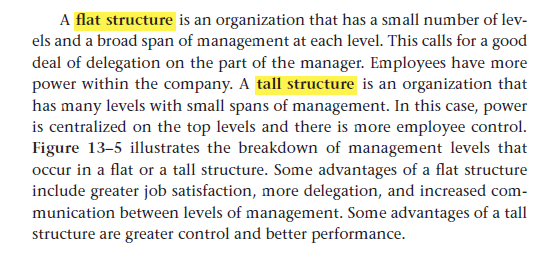 A flat structure is an organization that has a small number of lev-
els and a broad span of management at each level. This calls for a good
deal of delegation on the part of the manager. Employees have more
power within the company. A tall structure is an organization that
has many levels with small spans of management. In this case, power
is centralized on the top levels and there is more employee control.
Figure 13–5 illustrates the breakdown of management levels that
occur in a flat or a tall structure. Some advantages of a flat structure
include greater job satisfaction, more delegation, and increased com-
munication between levels of management. Some advantages of a tall
structure are greater control and better performance.